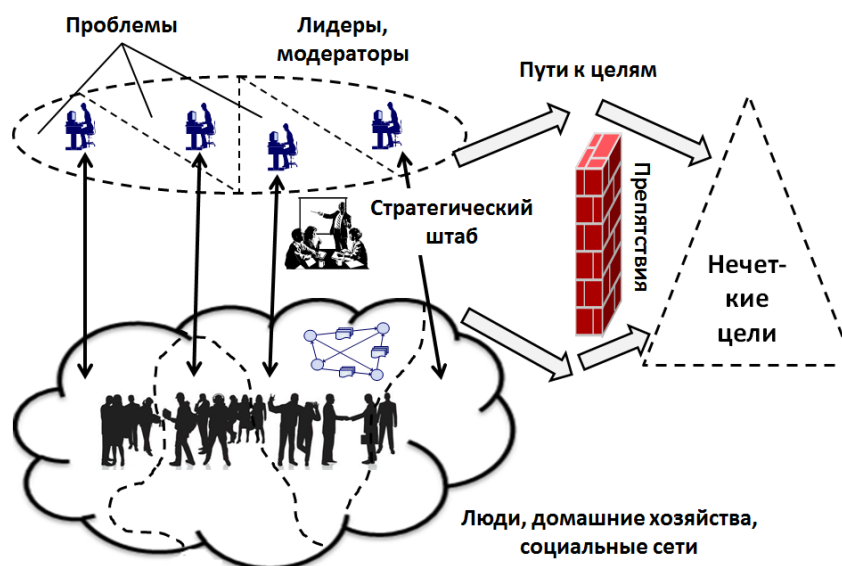 Проблемы
Лидеры,
модераторы
Пути к целям
Препятствия
Стратегический
штаб
Нечет-
кие
цели
Люди, домашние хозяйства,
социальные сети